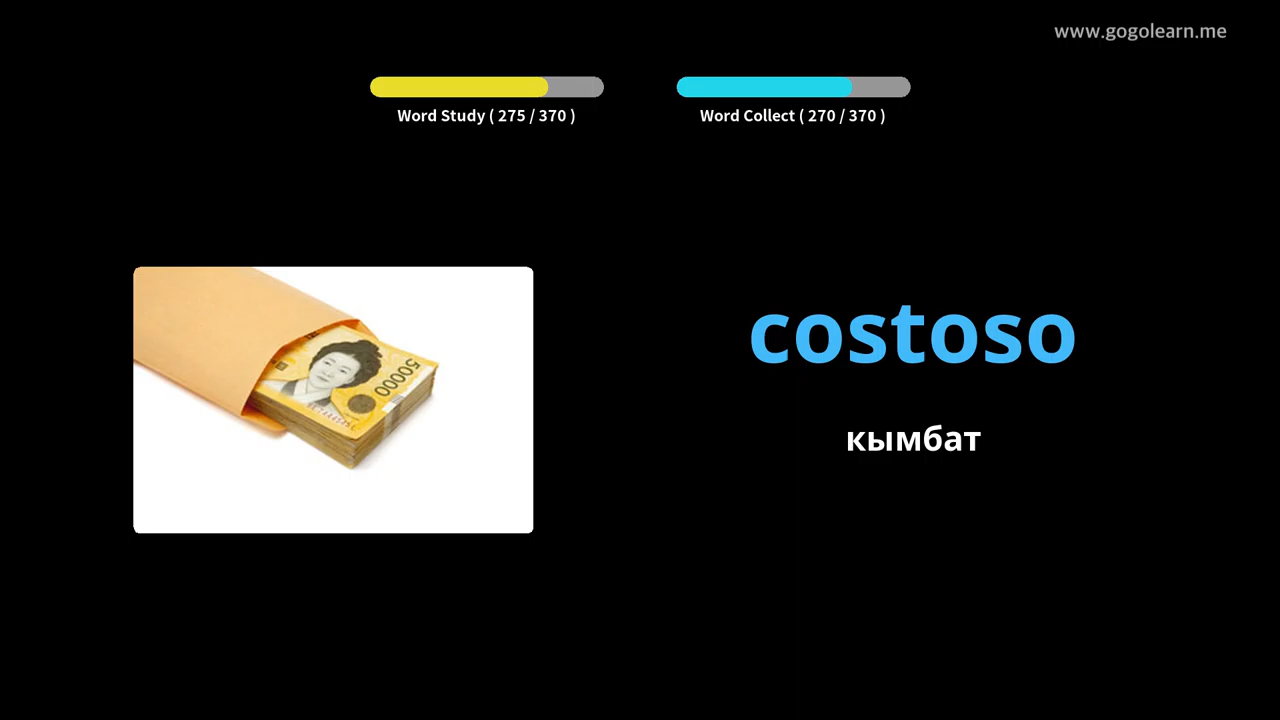 www.gogolearn.me
Word Study ( 275 / 370 )
Word Collect ( 270 / 370 )
50000
costoso
кымбат